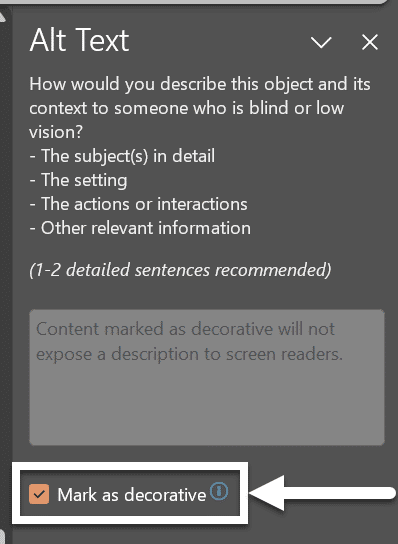 Alt Text
How would you describe this object and its
context to someone who is blind or low
vision?
- The subject(s) in detail
- The setting
- The actions or interactions
- Other relevant information
(1-2 detailed sentences recommended)
Content marked as decorative will not
expose a description to screen readers.
Mark as decorative